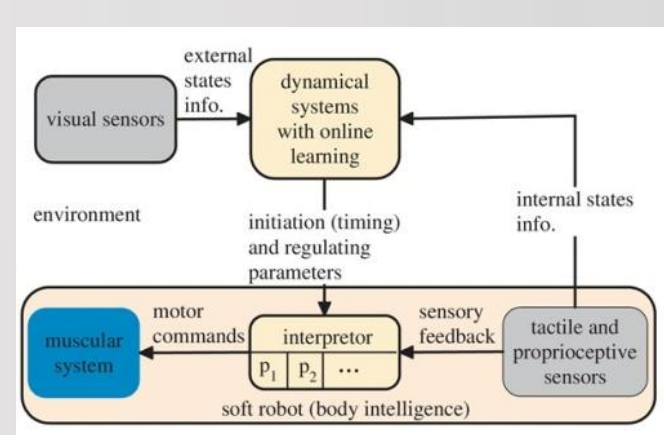 external
states
info.
visual sensors
dynamical
systems
with online
learning
environment
initiation (timing)
and regulating
parameters
internal states
info.
muscular
system
motor
commands
interpretor
p1 p2 ...
sensory
feedback
tactile and
proprioceptive
sensors
soft robot (body intelligence)